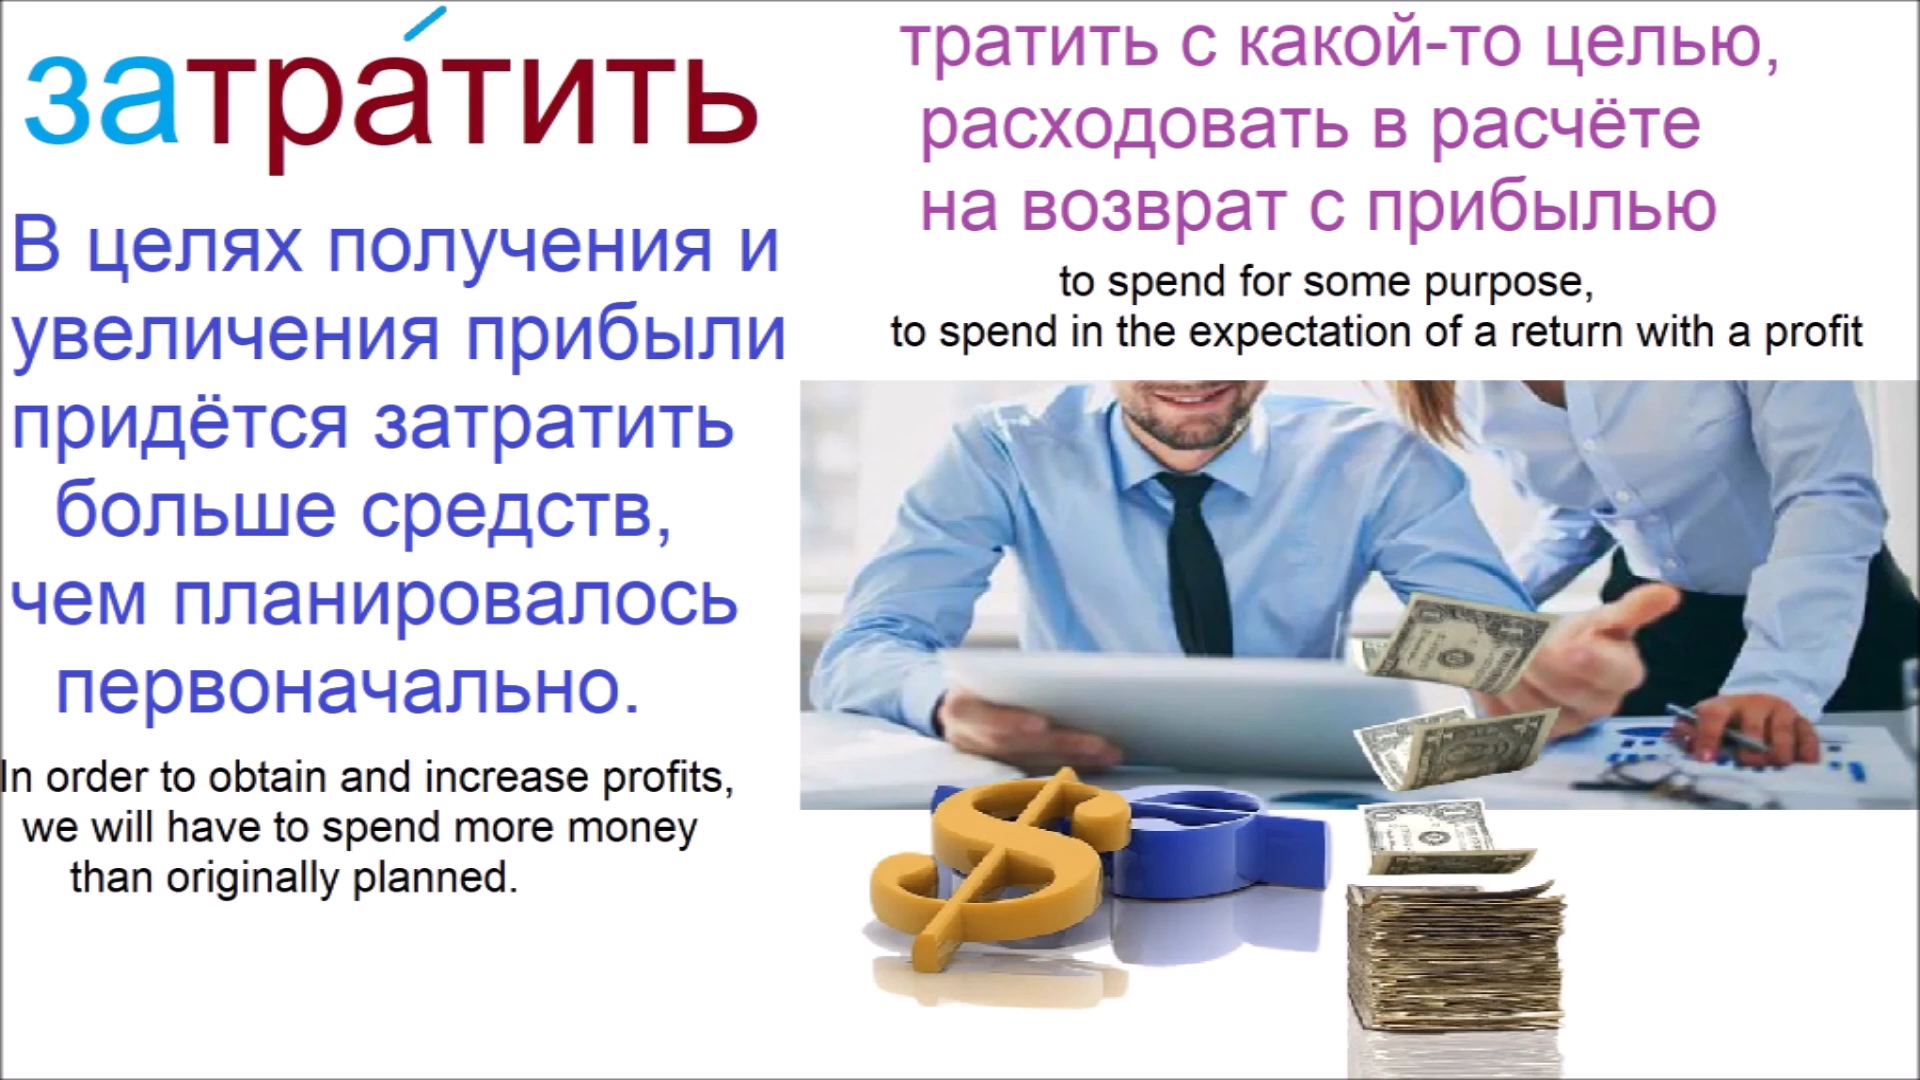 затра́тить
В целях получения и
увеличения прибыли
придётся затратить
больше средств,
чем планировалось
первоначально.
In order to obtain and increase profits,
we will have to spend more money
than originally planned.
тратить с какой-то целью,
расходовать в расчёте
на возврат с прибылью
to spend for some purpose,
to spend in the expectation of a return with a profit